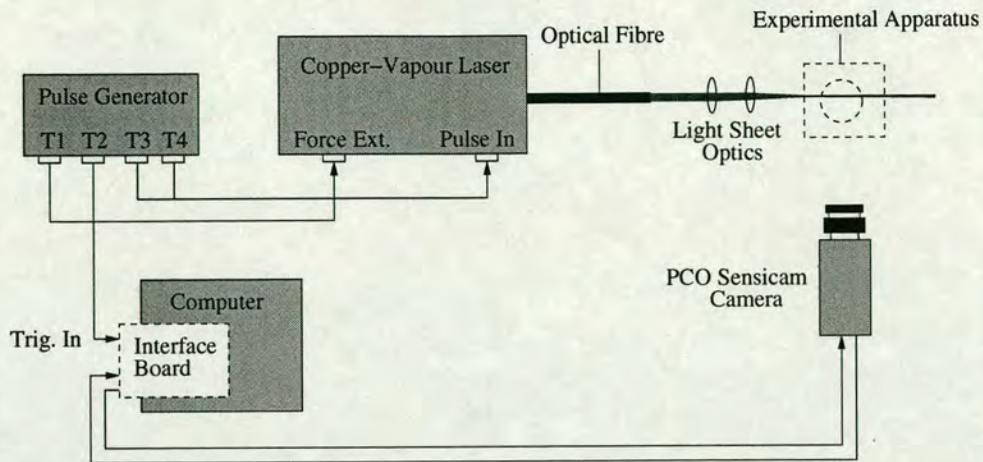 Experimental Apparatus
Optical Fibre
Copper–Vapour Laser
Pulse Generator
T1 T2 T3 T4
Force Ext. Pulse In
Light Sheet
Optics
PCO Sensicam
Camera
Computer
Trig. In
Interface
Board